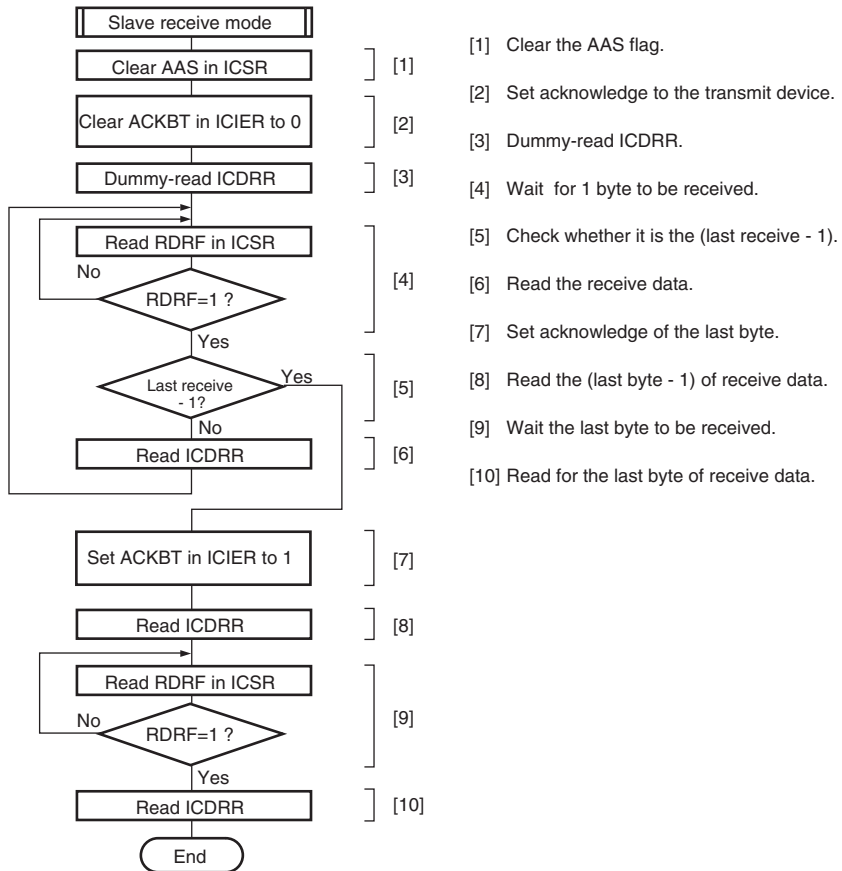 Slave receive mode
Clear AAS in ICSR
[1]
Clear ACKBT in ICIER to 0
[2]
Dummy-read ICDRR
[3]
Read RDRF in ICSR
No
RDRF=1 ?
[4]
Yes
Last receive
- 1?
Yes
[5]
No
Read ICDRR
[6]
Set ACKBT in ICIER to 1
[7]
Read ICDRR
[8]
Read RDRF in ICSR
No
RDRF=1 ?
[9]
Yes
Read ICDRR
[10]
End
[1] Clear the AAS flag.
[2] Set acknowledge to the transmit device.
[3] Dummy-read ICDRR.
[4] Wait for 1 byte to be received.
[5] Check whether it is the (last receive - 1).
[6] Read the receive data.
[7] Set acknowledge of the last byte.
[8] Read the (last byte - 1) of receive data.
[9] Wait the last byte to be received.
[10] Read for the last byte of receive data.